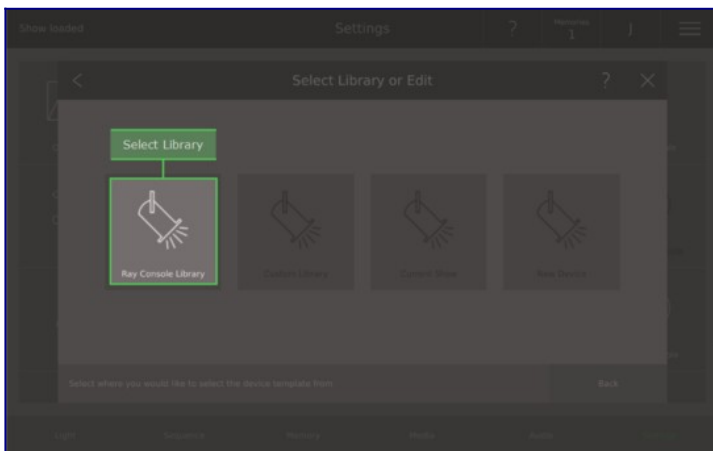 Show loaded
Settings
?
Memories
1
J
Select Library or Edit
?
Select Library
Ray Console Library
Custom Library
Current Show
New Device
Select where you would like to select the device template from
Back
Light
Sequence
Memory
Media
Audio